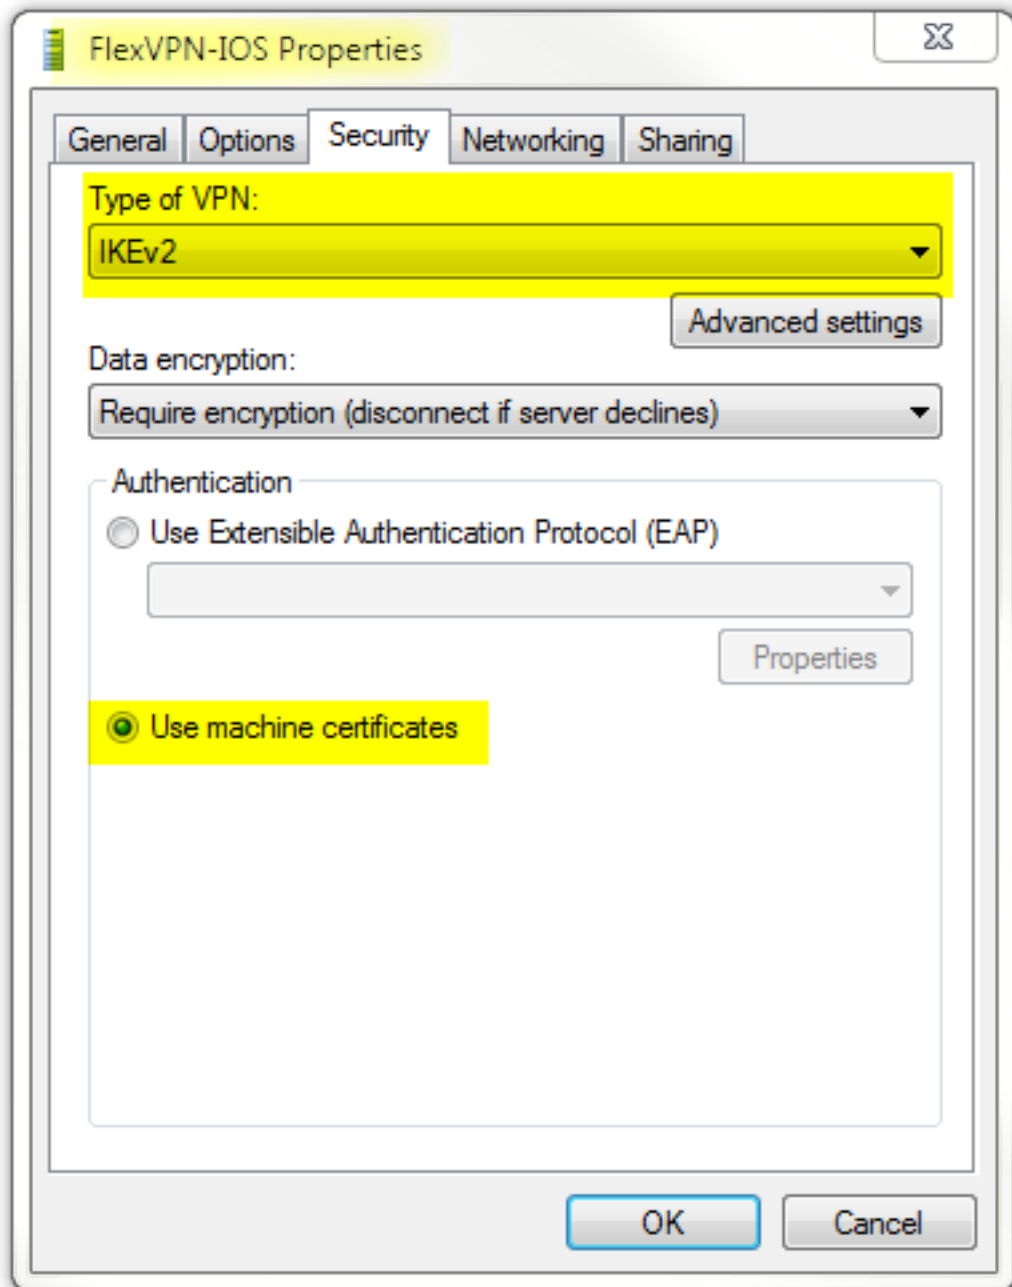 FlexVPN-IOS Properties
General Options Security Networking Sharing
Type of VPN:
IKEv2
Advanced settings
Data encryption:
Require encryption (disconnect if server declines)
Authentication
Use Extensible Authentication Protocol (EAP)
Properties
Use machine certificates
OK Cancel